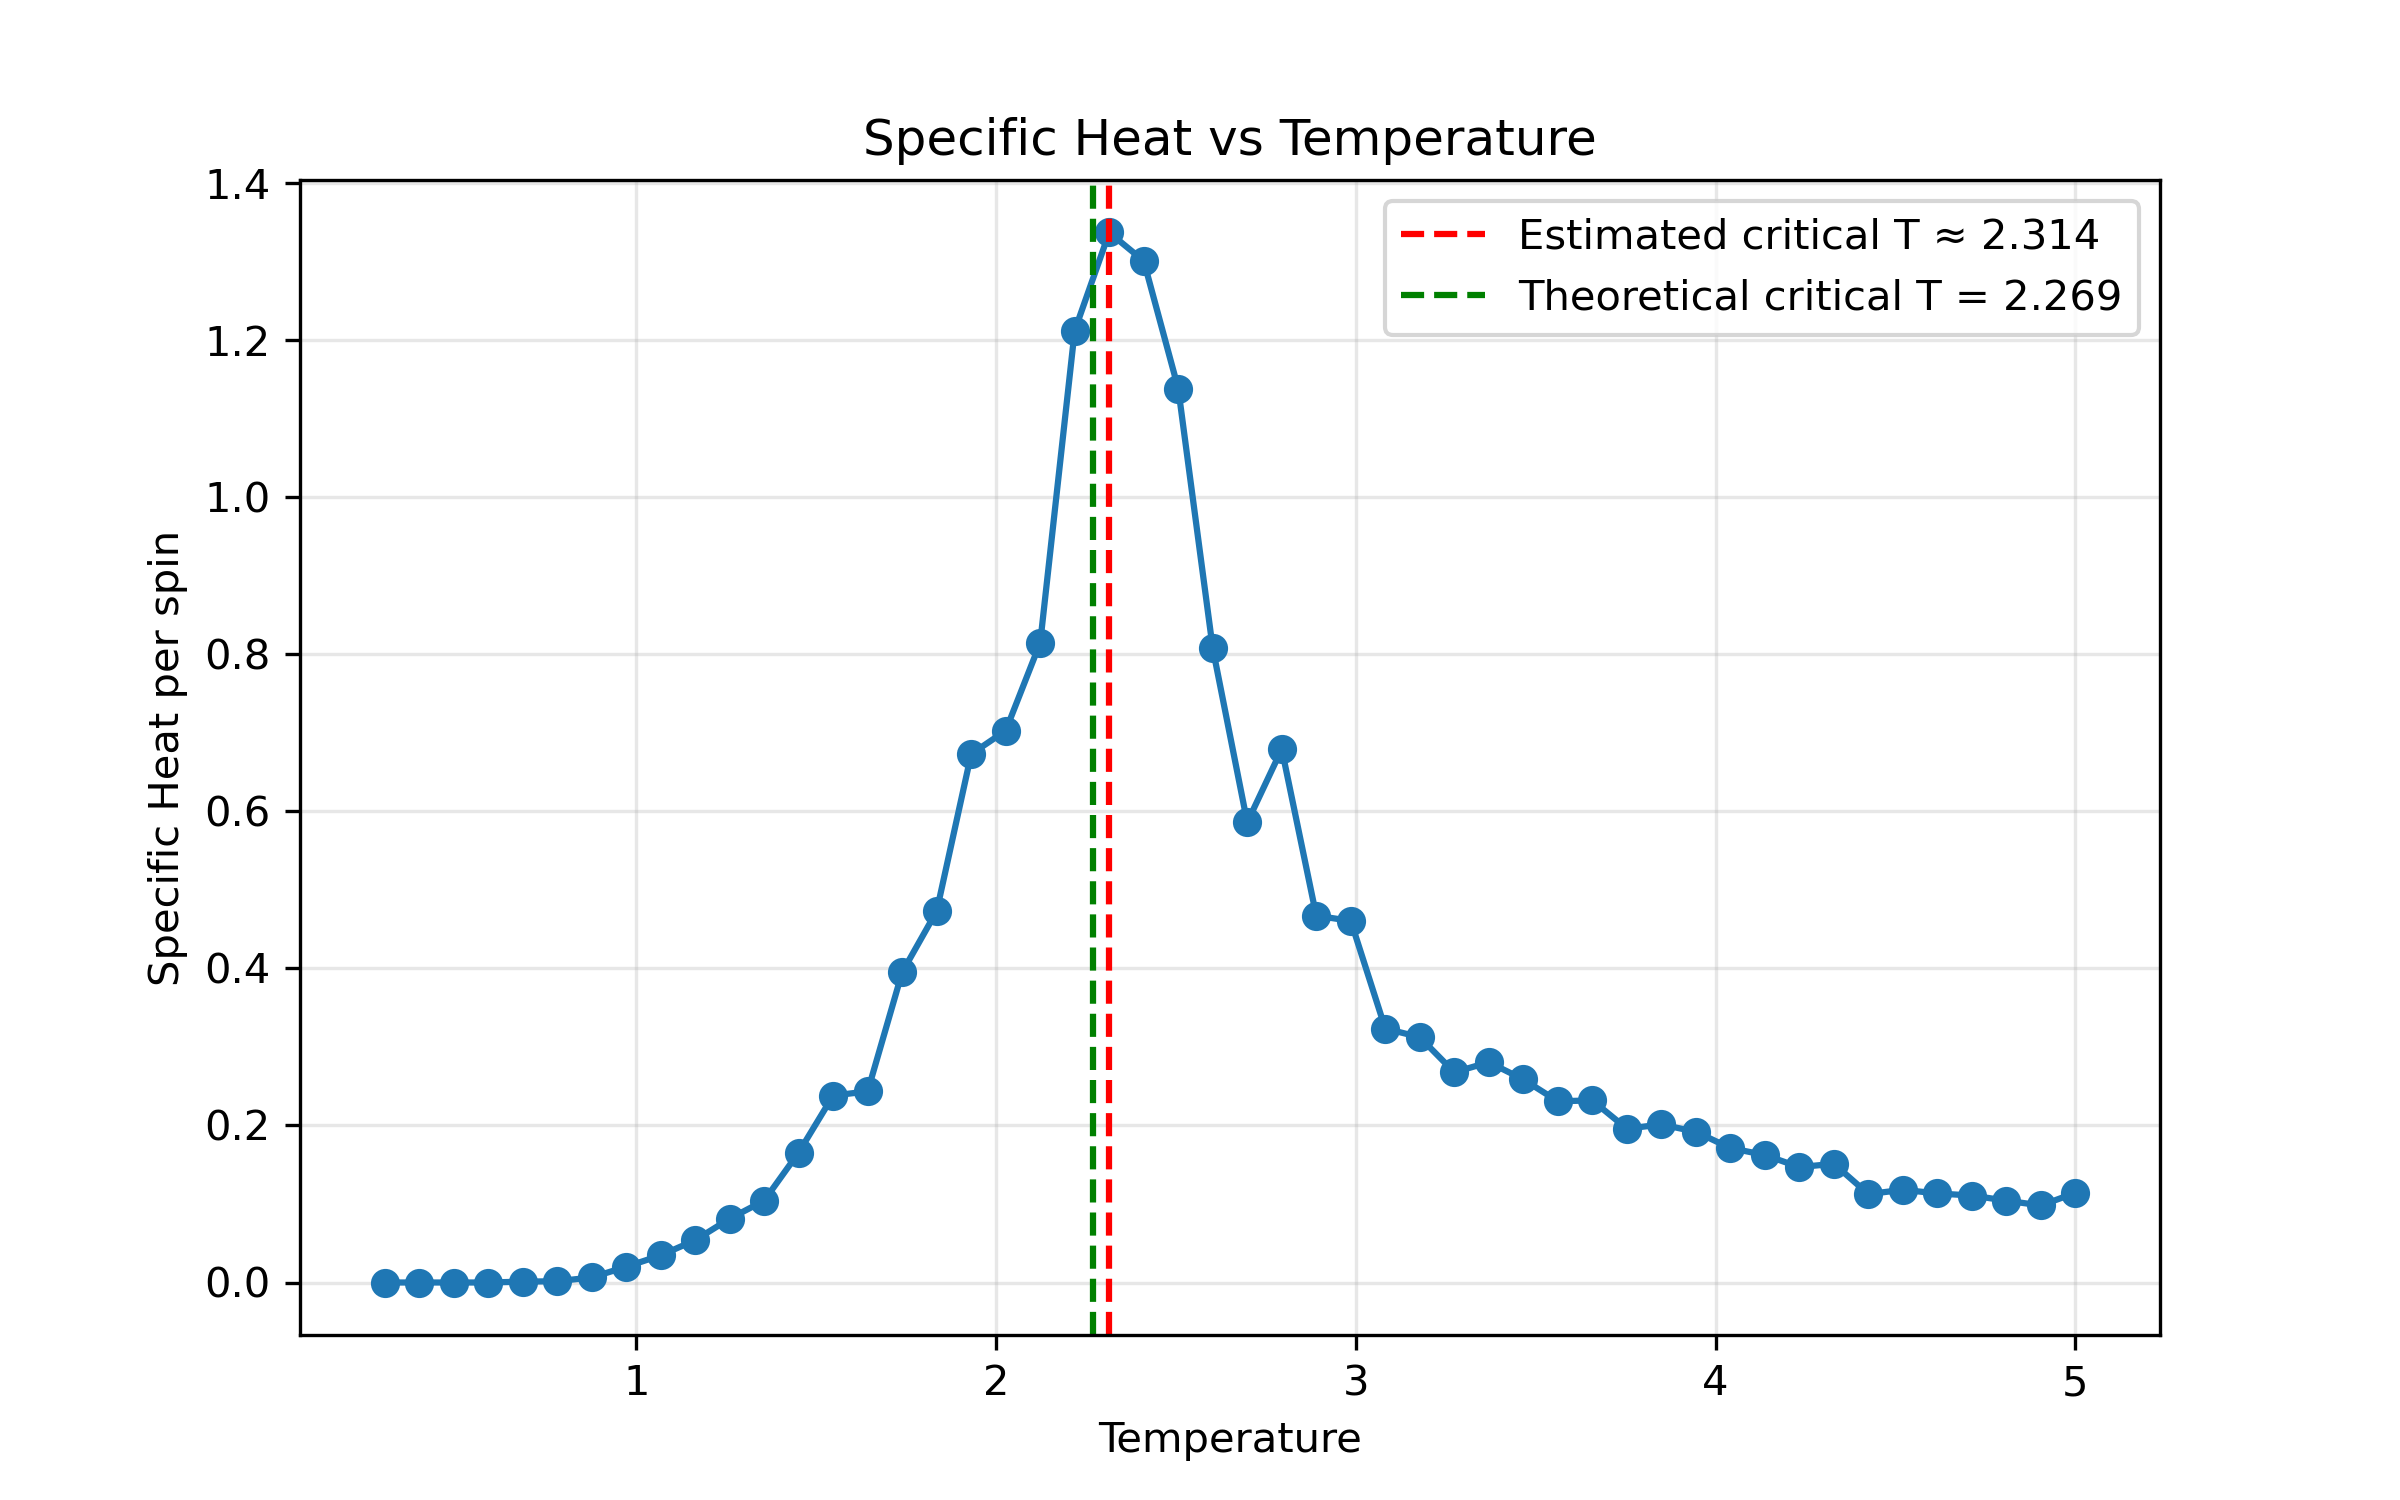 Specific Heat vs Temperature
Estimated critical T ≈ 2.314
Theoretical critical T = 2.269
Specific Heat per spin
1.4
1.2
1.0
0.8
0.6
0.4
0.2
0.0
1 2 3 4 5
Temperature